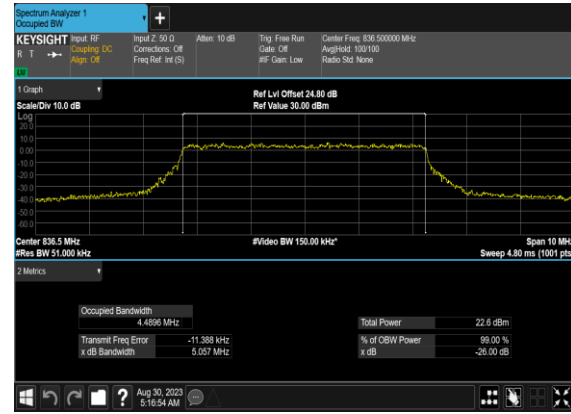 Spectrum Analyzer 1
Occupied BW
+
KEYSIGHT Input: RF Input Z: 50 Ω Atten: 10 dB Trig: Free Run Center Freq: 836.500000 MHz
R T Coupling: DC Corrections: Off Gate: Off Avg|Hold: 100/100
Align: Off Freq Ref: Int (S) #IF Gain: Low Radio Std: None
1 Graph
Ref Lvl Offset 24.80 dB
Scale/Div 10.0 dB Ref Value 30.00 dBm
Log
20.0
10.0
0.00
-10.0
-20.0
-30.0
-40.0
-50.0
-60.0
Center 836.5 MHz #Video BW 150.00 kHz* Span 10 MHz
#Res BW 51.000 kHz Sweep 4.80 ms (1001 pts
2 Metrics
Occupied Bandwidth
4.4896 MHz Total Power 22.6 dBm
Transmit Freq Error -11.388 kHz % of OBW Power 99.00 %
x dB Bandwidth 5.057 MHz x dB -26.00 dB
? Aug 30, 2023
5:16:54 AM